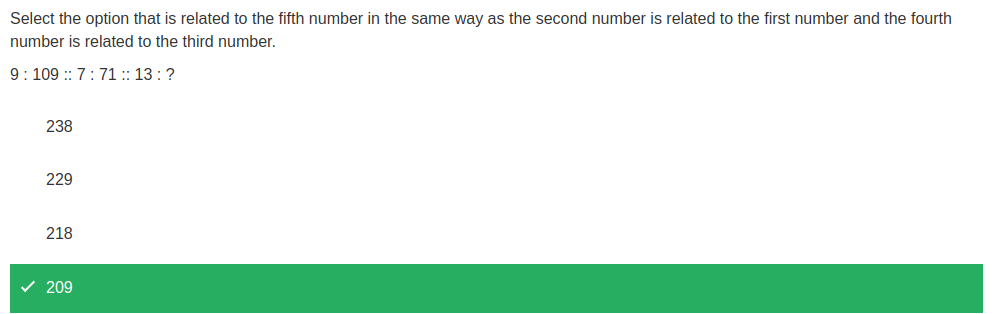 Select the option that is related to the fifth number in the same way as the second number is related to the first number and the fourth
number is related to the third number.
9 : 109 :: 7 : 71 :: 13 : ?
238
229
218
209